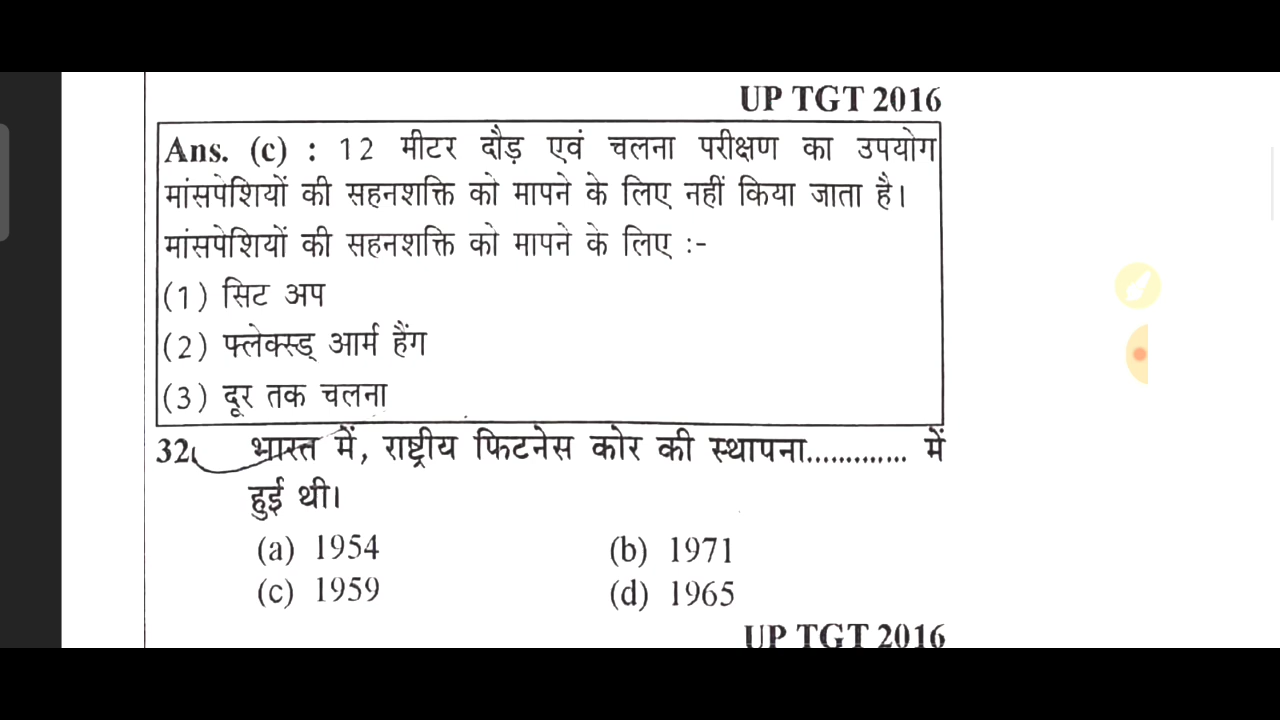 UP TGT 2016
Ans. (c) : 12 मीटर दौड़ एवं चलना परीक्षण का उपयोग
मांसपेशियों की सहनशक्ति को मापने के लिए नहीं किया जाता है।
मांसपेशियों की सहनशक्ति को मापने के लिए :-
(1) सिट अप
(2) फ्लेक्स्ड् आर्म हैंग
(3) दूर तक चलना
32. भारत में, राष्ट्रीय फिटनेस कोर की स्थापना............. में
हुई थी।
(a) 1954 (b) 1971
(c) 1959 (d) 1965
UP TGT 2016